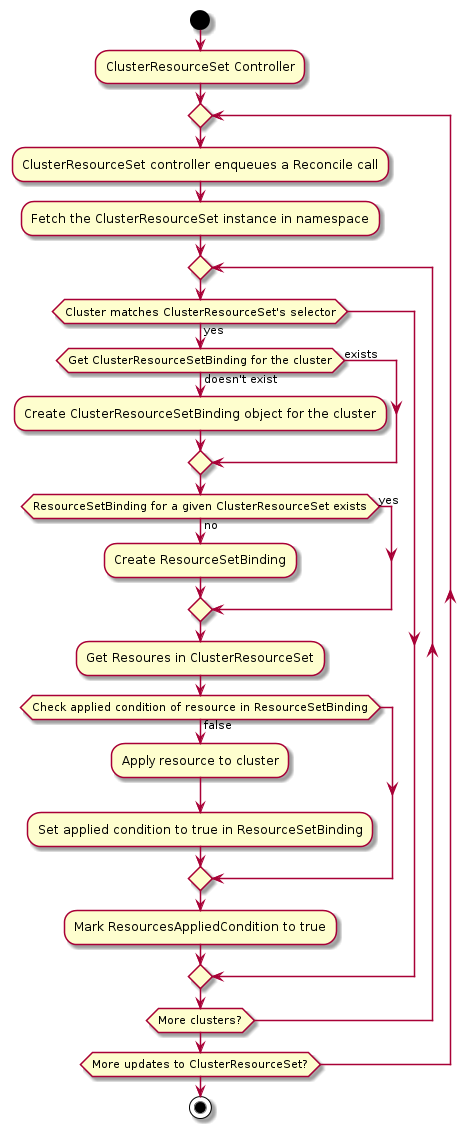 ClusterResourceSet Controller
ClusterResourceSet controller enqueues a Reconcile call
Fetch the ClusterResourceSet instance in namespace
Cluster matches ClusterResourceSet's selector
yes
Get ClusterResourceSetBinding for the cluster
exists
doesn't exist
Create ClusterResourceSetBinding object for the cluster
ResourceSetBinding for a given ClusterResourceSet exists
yes
no
Create ResourceSetBinding
Get Resoures in ClusterResourceSet
Check applied condition of resource in ResourceSetBinding
false
Apply resource to cluster
Set applied condition to true in ResourceSetBinding
Mark ResourcesAppliedCondition to true
More clusters?
More updates to ClusterResourceSet?